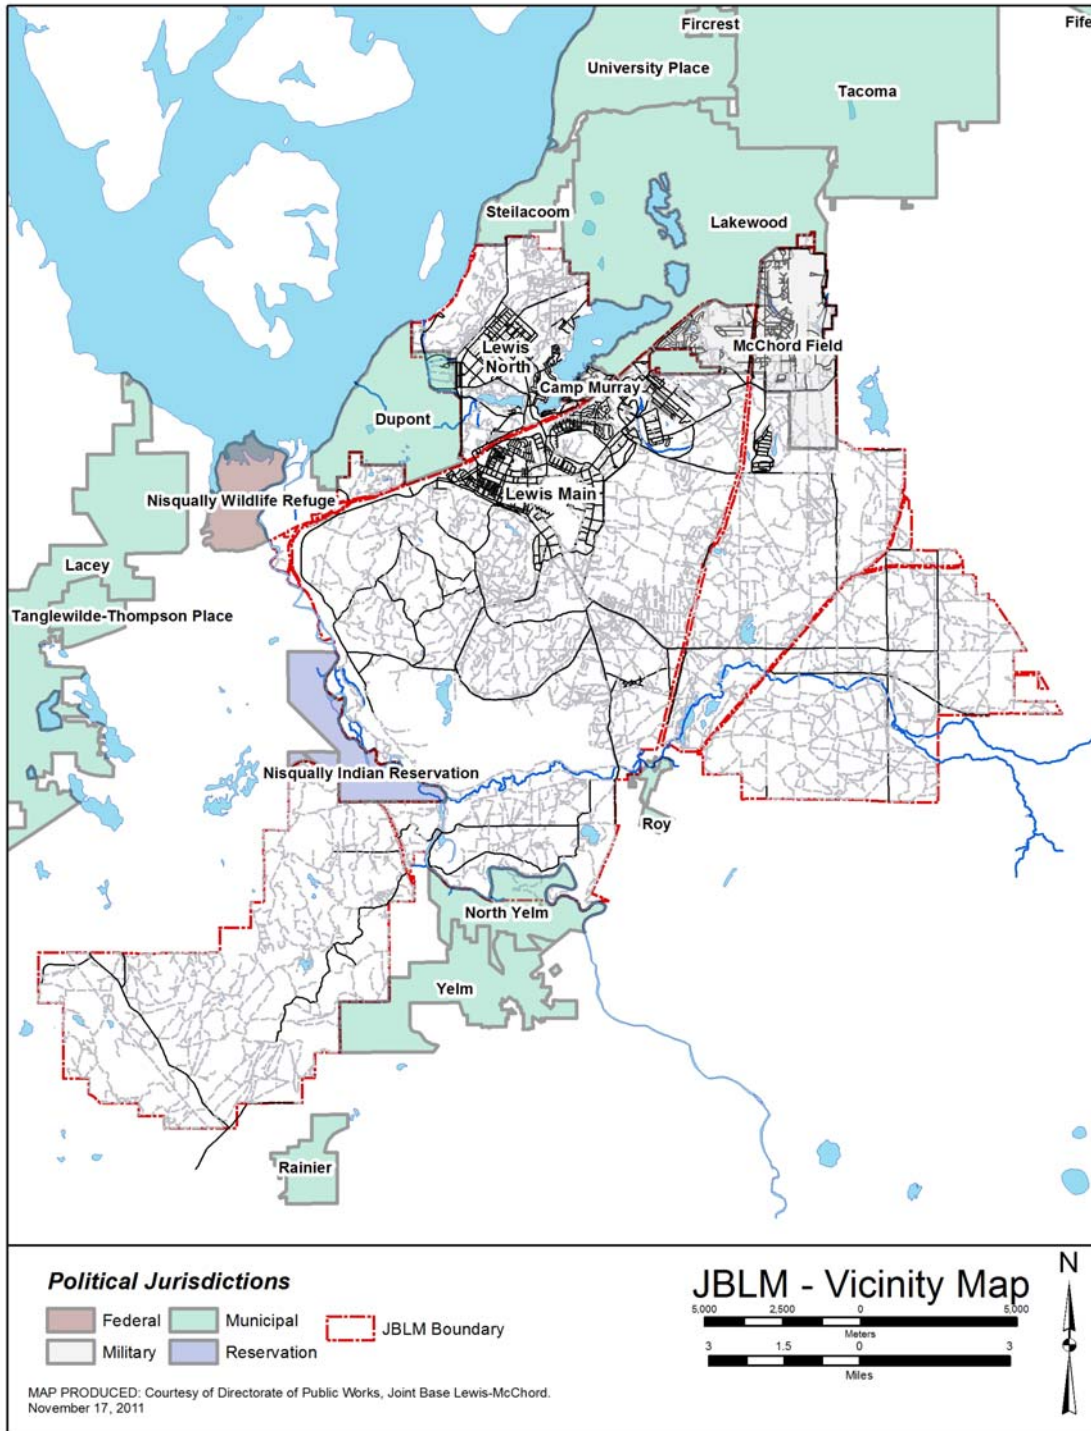 Fircrest
Fife
University Place
Tacoma
Steilacoom
Lakewood
McChord Field
Lewis
North
Camp Murray
Dupont
Nisqually Wildlife Refuge
Lewis Main
Lacey
Tanglewilde-Thompson Place
Nisqually Indian Reservation
Roy
North Yelm
Yelm
Rainier
Political Jurisdictions
Federal
Municipal
JBLM Boundary
Military
Reservation
MAP PRODUCED: Courtesy of Directorate of Public Works, Joint Base Lewis-McChord.
November 17, 2011
JBLM - Vicinity Map
5,000 2,500 0 5,000
Meters
3 1.5 0 3
Miles
N